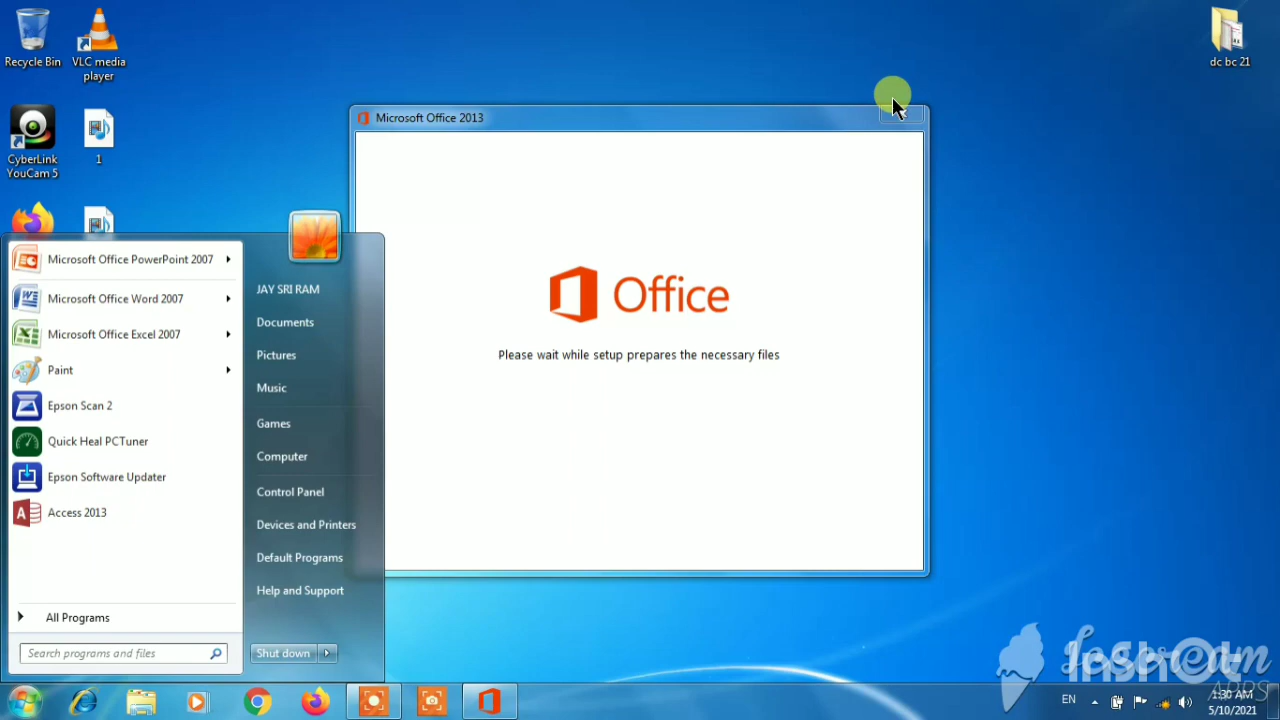 Recycle Bin
VLC media
player
dc bc 21
CyberLink
YouCam 5
1
Microsoft Office 2013
Office
Please wait while setup prepares the necessary files
Microsoft Office PowerPoint 2007
Microsoft Office Word 2007
Microsoft Office Excel 2007
Paint
Epson Scan 2
Quick Heal PCTuner
Epson Software Updater
Access 2013
All Programs
Search programs and files
JAY SRI RAM
Documents
Pictures
Music
Games
Computer
Control Panel
Devices and Printers
Default Programs
Help and Support
Shut down
EN
1:30 AM
5/10/2021
APPS